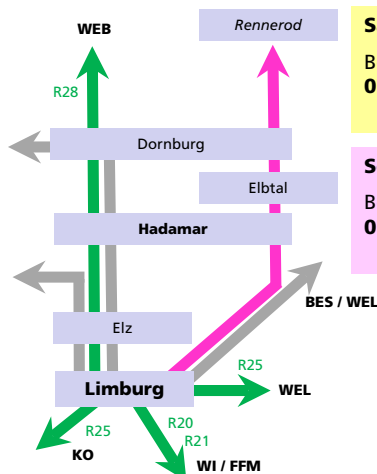 WEB
Rennerod
S
B
0
R28
Dornburg
S
B
0
Elbtal
Hadamar
BES / WEL
Elz
R25
Limburg
WEL
R25
R20
R21
KO
WI / FFM